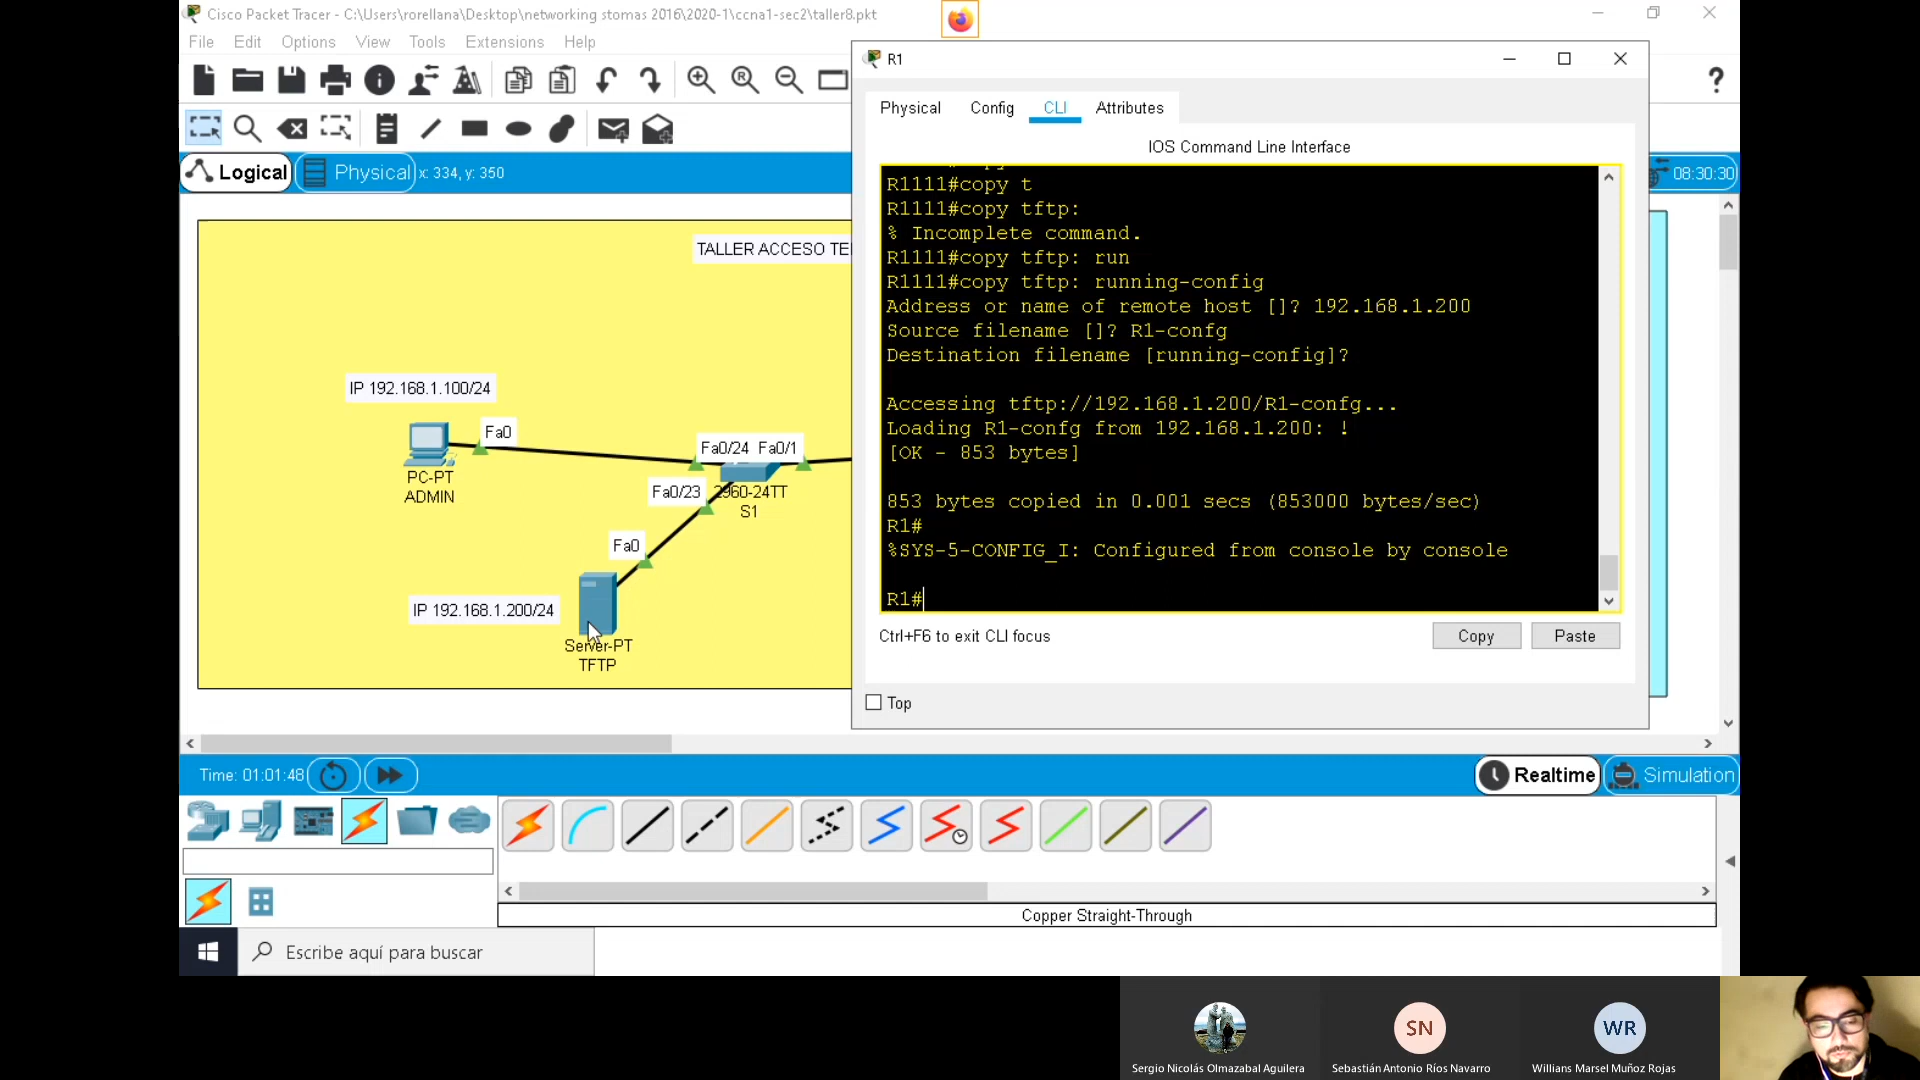 Cisco Packet Tracer - C:\Users\rorellana\Desktop\networking stomas 2016\2020-1\ccna1-sec2\taller8.pkt
File Edit Options View Tools Extensions Help
R1
Physical Config CLI Attributes
IOS Command Line Interface
Logical Physical x: 334, y: 350
08:30:30
R1111#copy t
R1111#copy tftp:
% Incomplete command.
R1111#copy tftp: run
R1111#copy tftp: running-config
Address or name of remote host []? 192.168.1.200
Source filename []? R1-confg
Destination filename [running-config]?
Accessing tftp://192.168.1.200/R1-confg...
Loading R1-confg from 192.168.1.200: !
[OK - 853 bytes]
853 bytes copied in 0.001 secs (853000 bytes/sec)
R1#
%SYS-5-CONFIG_I: Configured from console by console
R1#
Ctrl+F6 to exit CLI focus
Copy Paste
Top
TALLER ACCESO
IP 192.168.1.100/24
Fa0
PC-PT
ADMIN
Fa0/24 Fa0/1
Fa0/23
2960-24TT
S1
Fa0
IP 192.168.1.200/24
Server-PT
TFTP
Time: 01:01:48
Realtime Simulation
Copper Straight-Through
Escribe aquí para buscar
SN
WR
Sergio Nicolás Olmazabal Aguilera
Sebastián Antonio Ríos Navarro
Willians Marsel Muñoz Rojas